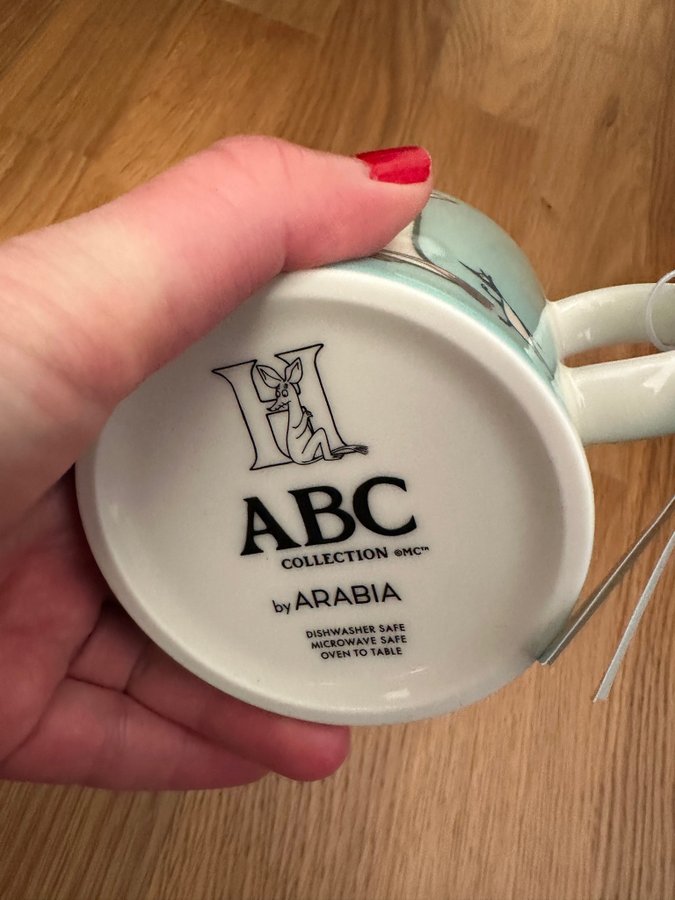 H
ABC
COLLECTION ©MC™
by ARABIA
DISHWASHER SAFE
MICROWAVE SAFE
OVEN TO TABLE